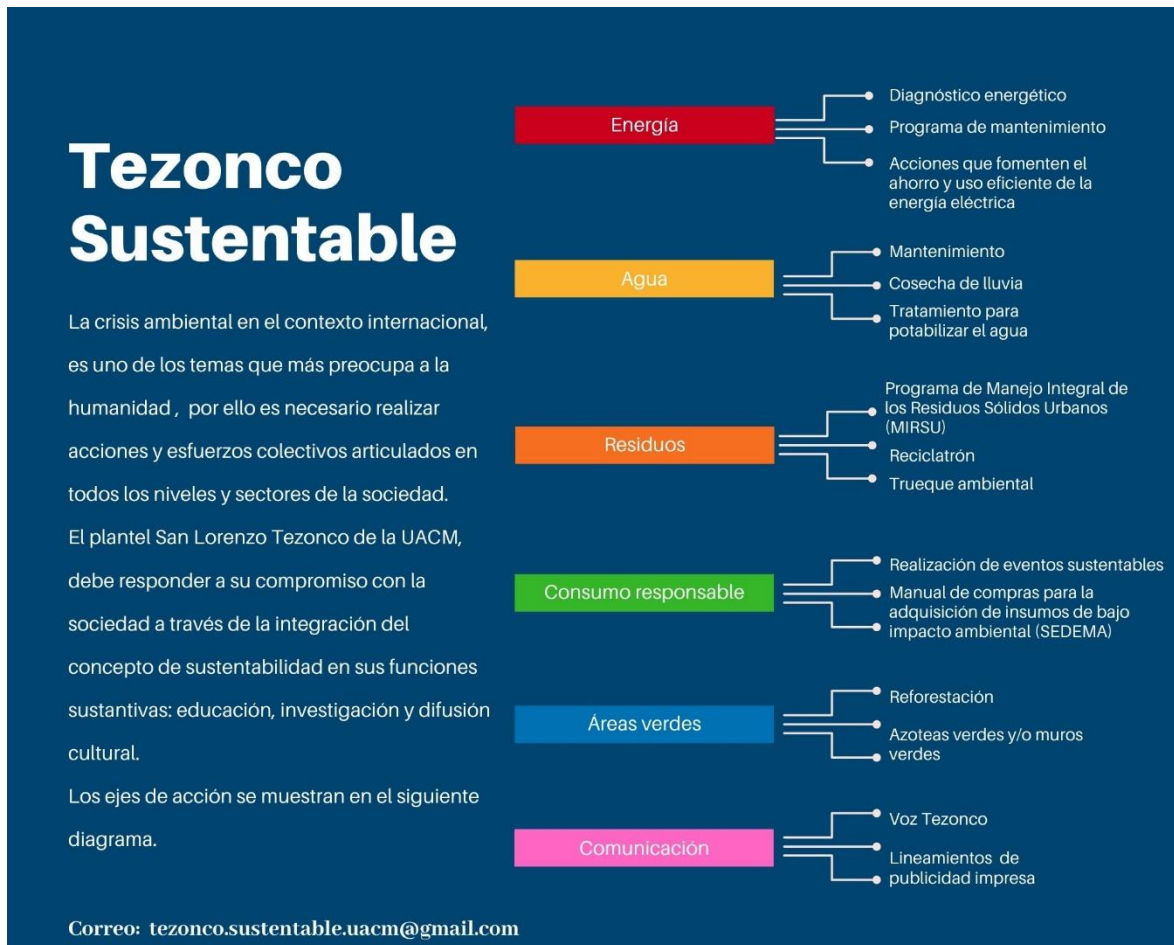 Tezonco
Sustentable
La crisis ambiental en el contexto internacional,
es uno de los temas que más preocupa a la
humanidad , por ello es necesario realizar
acciones y esfuerzos colectivos articulados en
todos los niveles y sectores de la sociedad.
El plantel San Lorenzo Tezonco de la UACM,
debe responder a su compromiso con la
sociedad a través de la integración del
concepto de sustentabilidad en sus funciones
sustantivas: educación, investigación y difusión
cultural.
Los ejes de acción se muestran en el siguiente
diagrama.
Correo: tezonco.sustentable.uacm@gmail.com
Energía
Diagnóstico energético
Programa de mantenimiento
Acciones que fomenten el
ahorro y uso eficiente de la
energía eléctrica
Agua
Mantenimiento
Cosecha de lluvia
Tratamiento para
potabilizar el agua
Residuos
Programa de Manejo Integral de
los Residuos Sólidos Urbanos
(MIRSU)
Reciclatrón
Trueque ambiental
Consumo responsable
Realización de eventos sustentables
Manual de compras para la
adquisición de insumos de bajo
impacto ambiental (SEDEMA)
Áreas verdes
Reforestación
Azoteas verdes y/o muros
verdes
Comunicación
Voz Tezonco
Lineamientos de
publicidad impresa